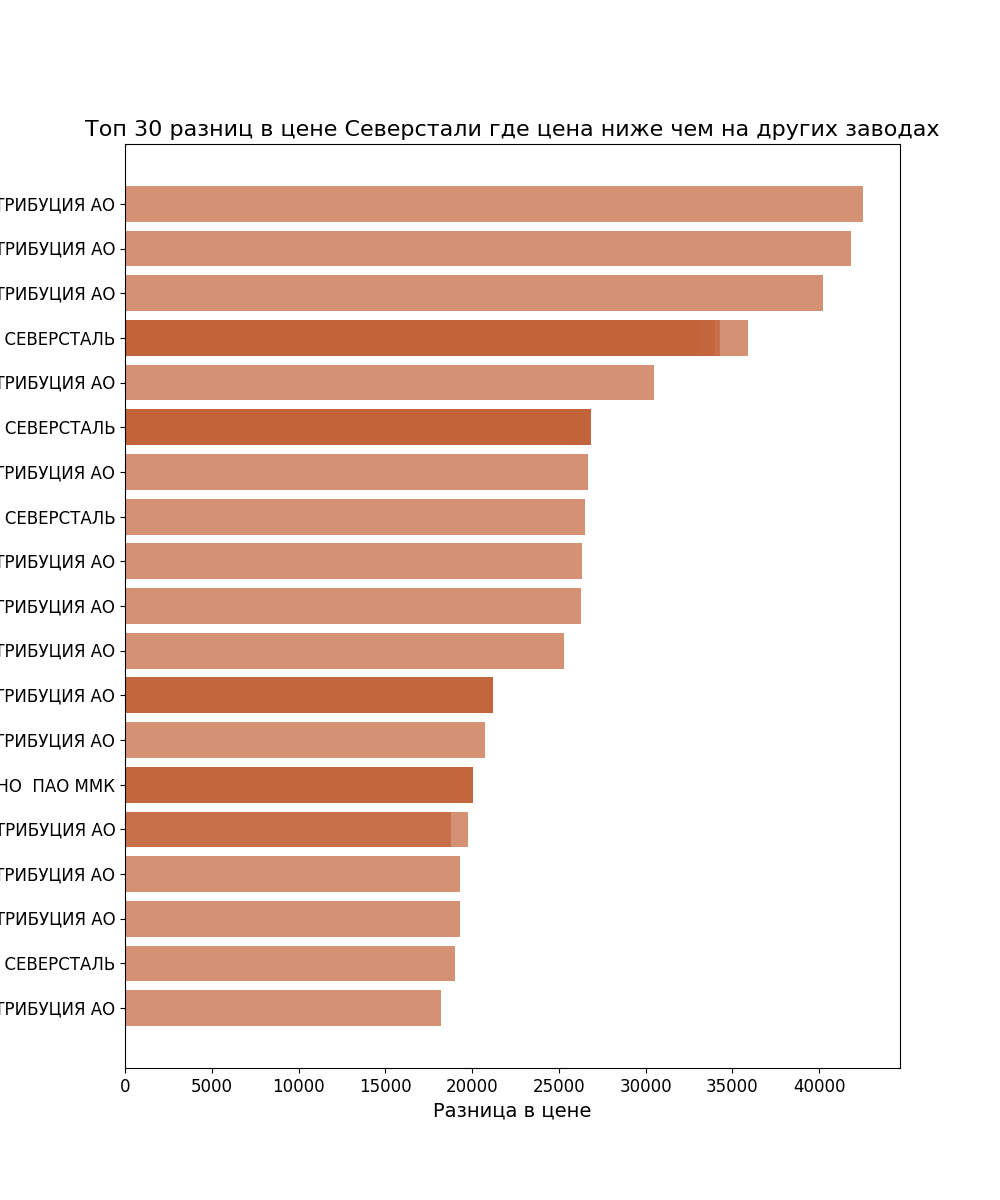 Топ 30 разниц в цене Северстали где цена ниже чем на других заводах
ТРИБУЦИЯ АО
ТРИБУЦИЯ АО
ТРИБУЦИЯ АО
СЕВЕРСТАЛЬ
ТРИБУЦИЯ АО
СЕВЕРСТАЛЬ
ТРИБУЦИЯ АО
СЕВЕРСТАЛЬ
ТРИБУЦИЯ АО
ТРИБУЦИЯ АО
ТРИБУЦИЯ АО
ТРИБУЦИЯ АО
ТРИБУЦИЯ АО
НО ПАО ММК
ТРИБУЦИЯ АО
ТРИБУЦИЯ АО
ТРИБУЦИЯ АО
СЕВЕРСТАЛЬ
ТРИБУЦИЯ АО
0 5000 10000 15000 20000 25000 30000 35000 40000
Разница в цене